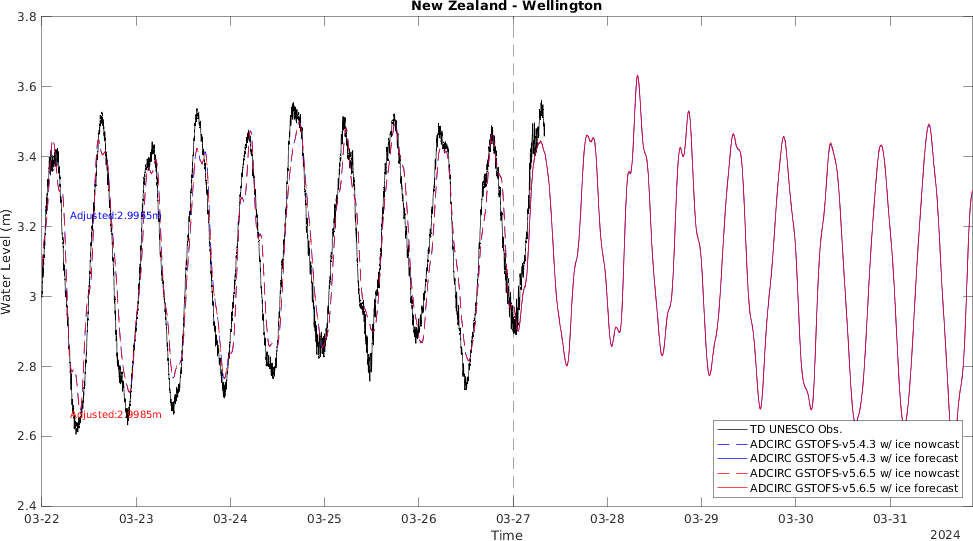 New Zealand - Wellington
3.8
3.6
3.4
3.2
3
2.8
2.6
2.4
Water Level (m)
Adjusted:2.9985m
TD UNESCO Obs.
ADCIRC GSTOFS-v5.4.3 w/ ice nowcast
ADCIRC GSTOFS-v5.4.3 w/ ice forecast
ADCIRC GSTOFS-v5.6.5 w/ ice nowcast
ADCIRC GSTOFS-v5.6.5 w/ ice forecast
03-22 03-23 03-24 03-25 03-26 03-27 03-28 03-29 03-30 03-31
Time
2024